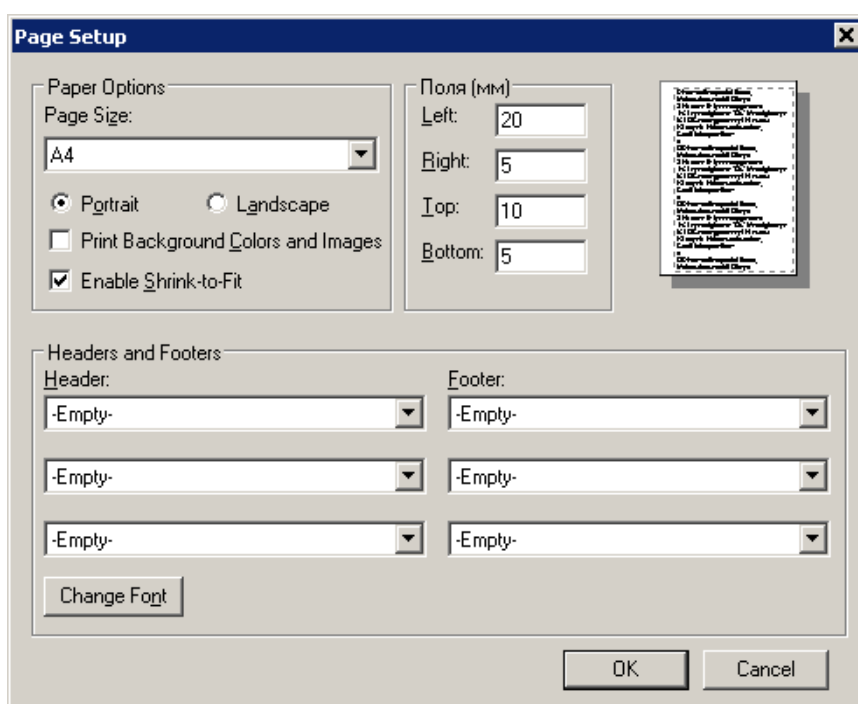 Page Setup
Paper Options
Page Size:
A4
Portrait
Landscape
Print Background Colors and Images
Enable Shrink-to-Fit
Поля (мм)
Left: 20
Right: 5
Top: 10
Bottom: 5
Headers and Footers
Header:
Footer:
-Empty-
-Empty-
-Empty-
-Empty-
-Empty-
-Empty-
Change Font
OK
Cancel